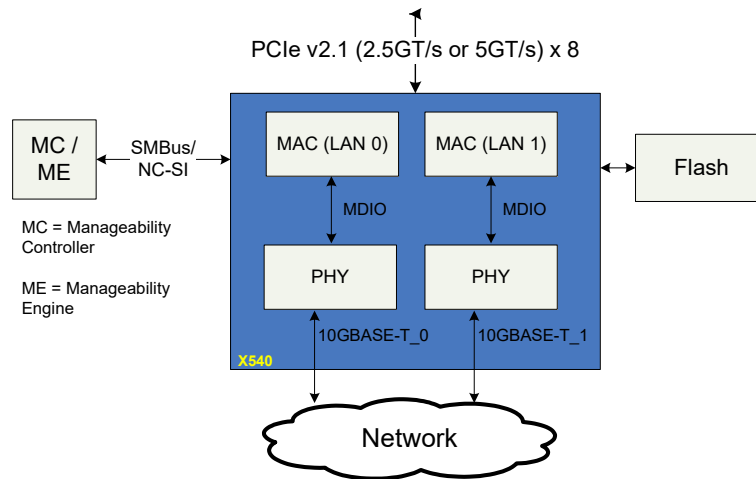 PCIe v2.1 (2.5GT/s or 5GT/s) x 8
MC /
ME
SMBus/
NC-SI
MAC (LAN 0)
MAC (LAN 1)
Flash
MDIO
MDIO
MC = Manageability
Controller
ME = Manageability
Engine
PHY
PHY
10GBASE-T_0
10GBASE-T_1
X540
Network